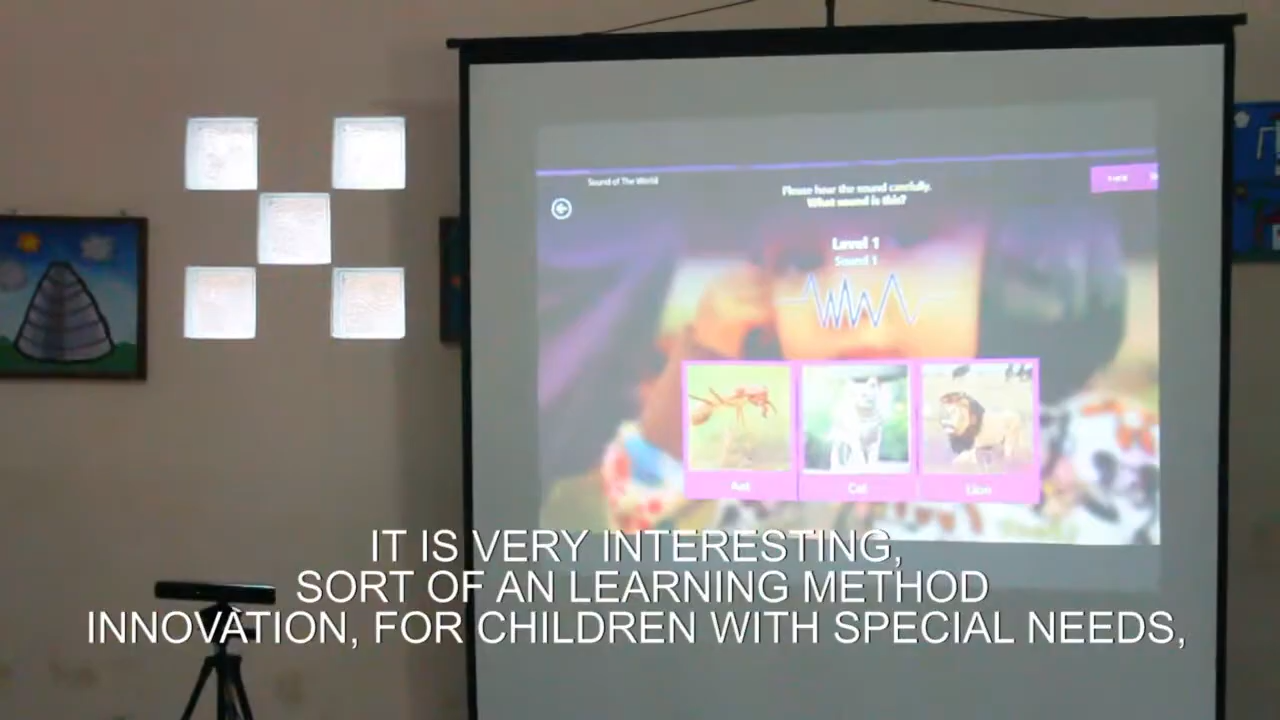 Sound of The World
Please hear the sound carefully.
What sound is this?
Level 1
Sound 1
Ant
Cat
Lion
IT IS VERY INTERESTING,
SORT OF AN LEARNING METHOD
INNOVATION, FOR CHILDREN WITH SPECIAL NEEDS,